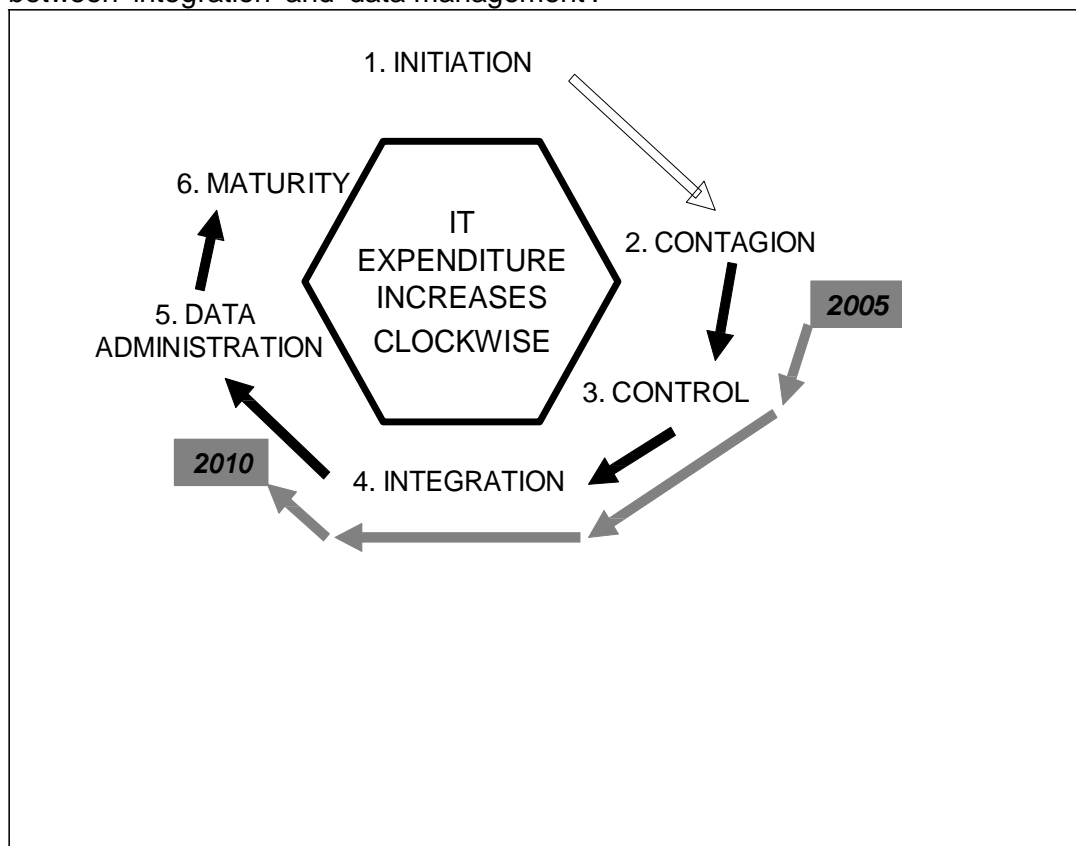 between integration and data management .
1. INITIATION
6. MATURITY
IT
EXPENDITURE
INCREASES
CLOCKWISE
2. CONTAGION
2005
5. DATA
ADMINISTRATION
3. CONTROL
2010
4. INTEGRATION